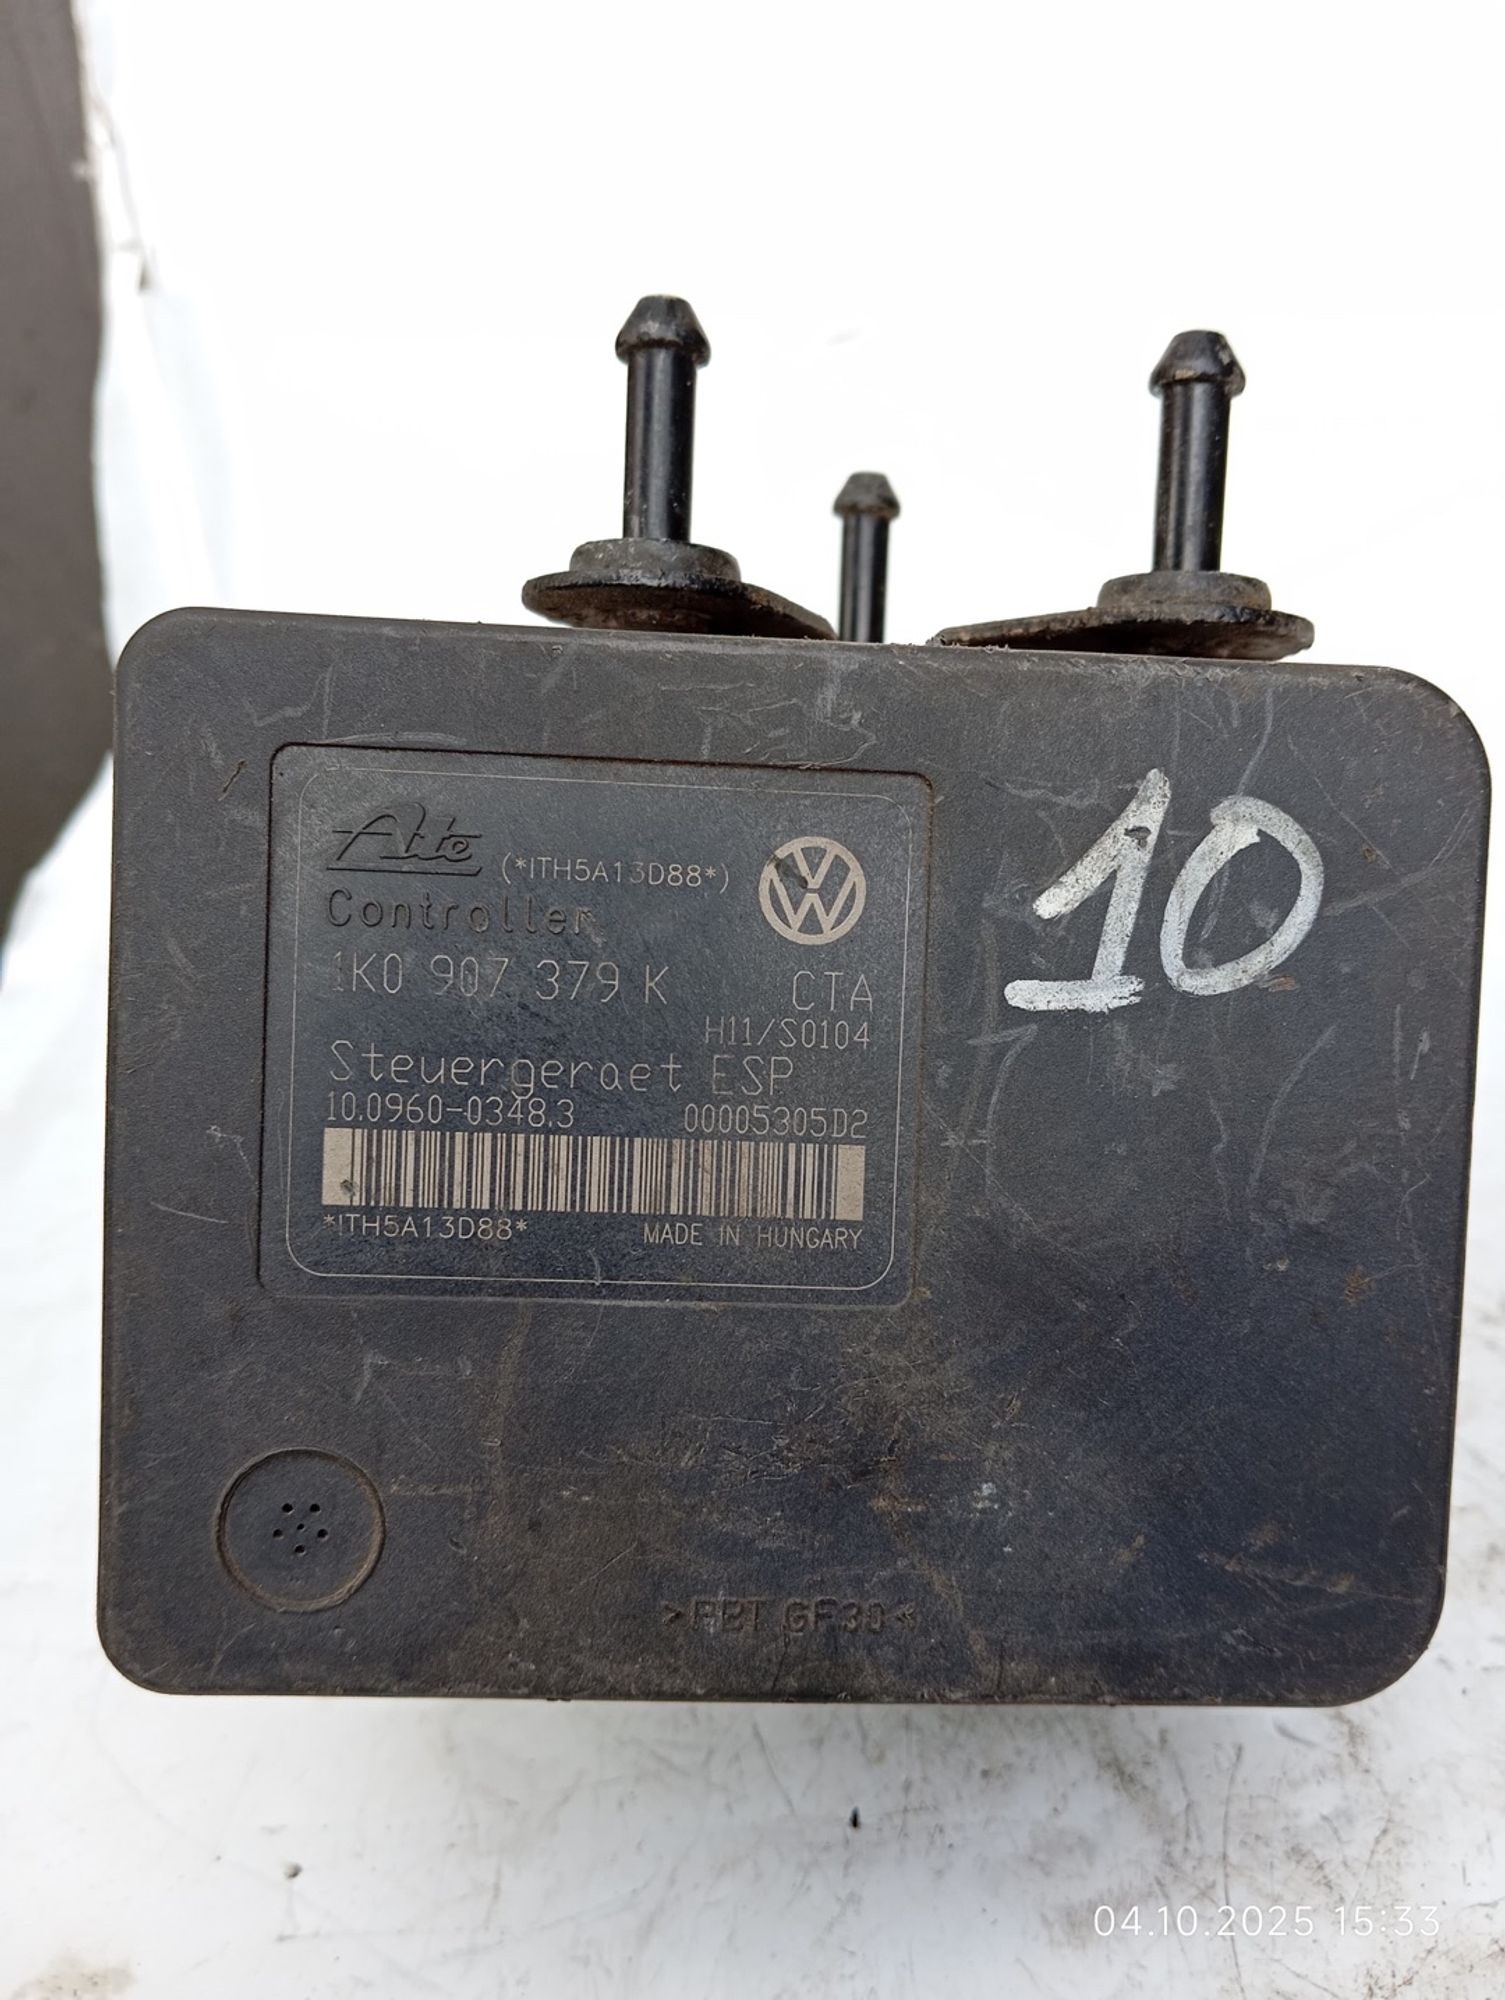 Ate (*ITH5A13D88*)
Controller
1K0 907 379 K CTA
H11/S0104
Steuergeraet ESP
10.0960-0348.3 00005305D2
*ITH5A13D88* MADE IN HUNGARY
10
>PBT GF30<
04.10.2025 15:33